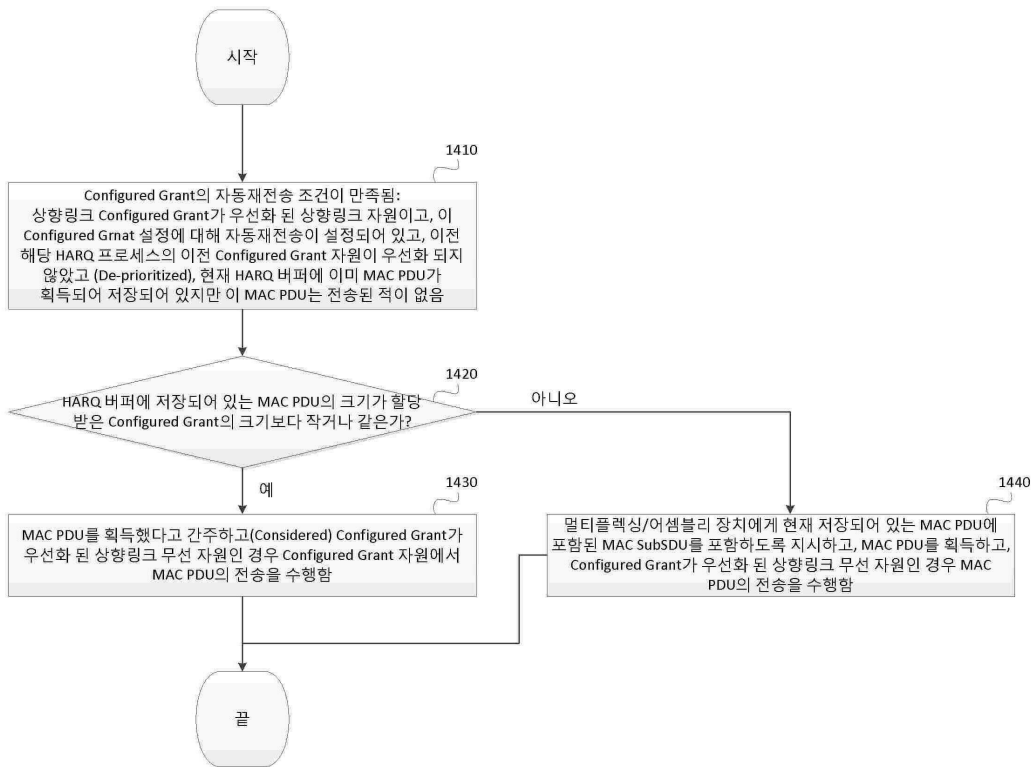 시작
1410
Configured Grant의 자동재전송 조건이 만족됨:
상향링크 Configured Grant가 우선화 된 상향링크 자원이고, 이
Configured Grnat 설정에 대해 자동재전송이 설정되어 있고, 이전
해당 HARQ 프로세스의 이전 Configured Grant 자원이 우선화 되지
않았고 (De-prioritized), 현재 HARQ 버퍼에 이미 MAC PDU가
획득되어 저장되어 있지만 이 MAC PDU는 전송된 적이 없음
1420
HARQ 버퍼에 저장되어 있는 MAC PDU의 크기가 할당
받은 Configured Grant의 크기보다 작거나 같은가?
아니오
예
1430
MAC PDU를 획득했다고 간주하고(Considered) Configured Grant가
우선화 된 상향링크 무선 자원인 경우 Configured Grant 자원에서
MAC PDU의 전송을 수행함
1440
멀티플렉싱/어셈블리 장치에게 현재 저장되어 있는 MAC PDU에
포함된 MAC SubSDU를 포함하도록 지시하고, MAC PDU를 획득하고,
Configured Grant가 우선화 된 상향링크 무선 자원인 경우 MAC
PDU의 전송을 수행함
끝